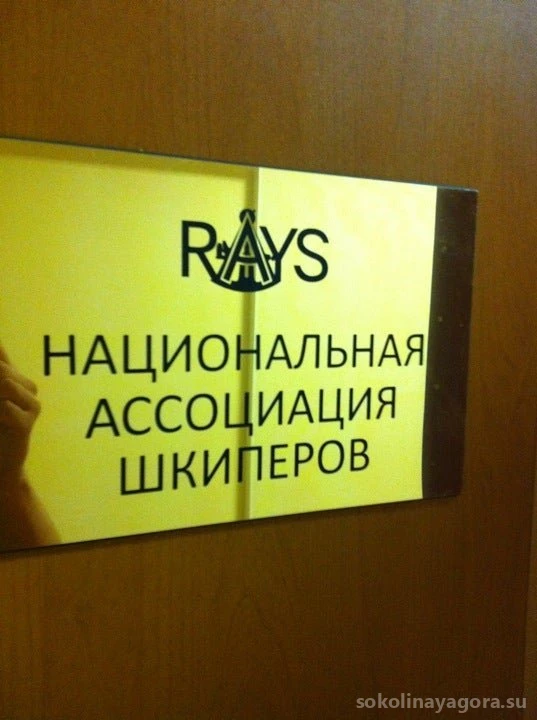 RAYS
НАЦИОНАЛЬНАЯ
АССОЦИАЦИЯ
ШКИПЕРОВ
sokolinayagora.su